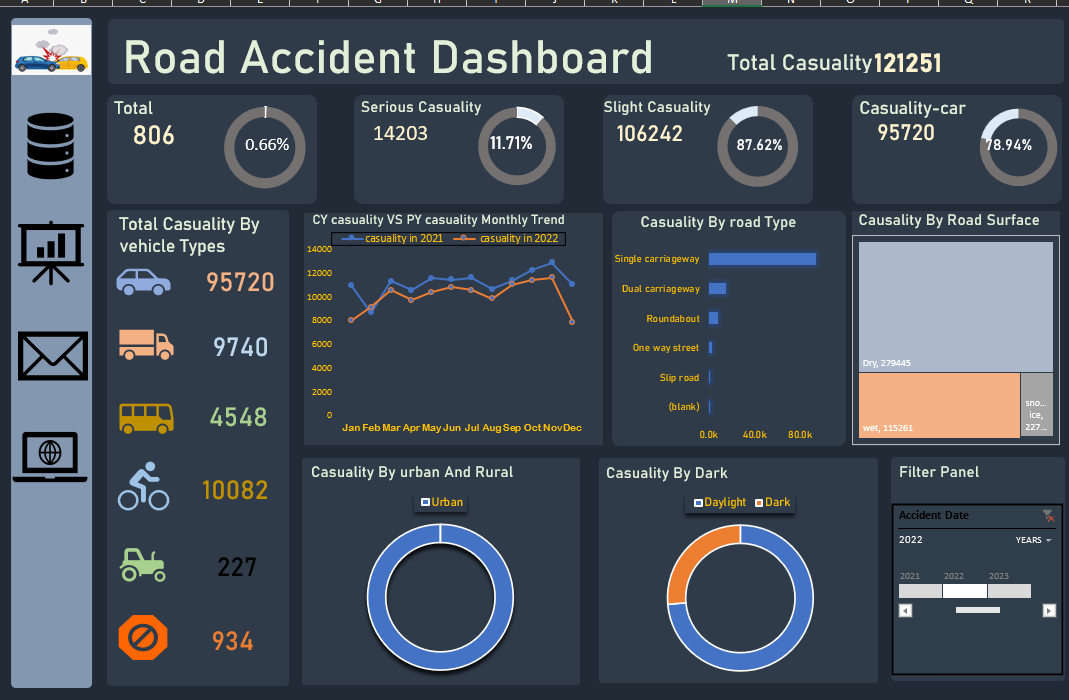 Road Accident Dashboard
Total Casuality 121251
Total
806
0.66%
Serious Casuality
14203
11.71%
Slight Casuality
106242
87.62%
Casuality-car
95720
78.94%
Total Casuality By
vehicle Types
95720
9740
4548
10082
227
934
CY casuality VS PY casuality Monthly Trend
casuality in 2021 casuality in 2022
14000
12000
10000
8000
6000
4000
2000
0
Jan Feb Mar Apr May Jun Jul Aug Sep Oct Nov Dec
Casuality By road Type
Single carriageway
Dual carriageway
Roundabout
One way street
Slip road
(blank)
0.0k 40.0k 80.0k
Causality By Road Surface
Dry, 279445
wet, 115261
sno...
ice,
227...
Casuality By urban And Rural
Urban
Casuality By Dark
Daylight Dark
Filter Panel
Accident Date
2022 YEARS
2021 2022 2023